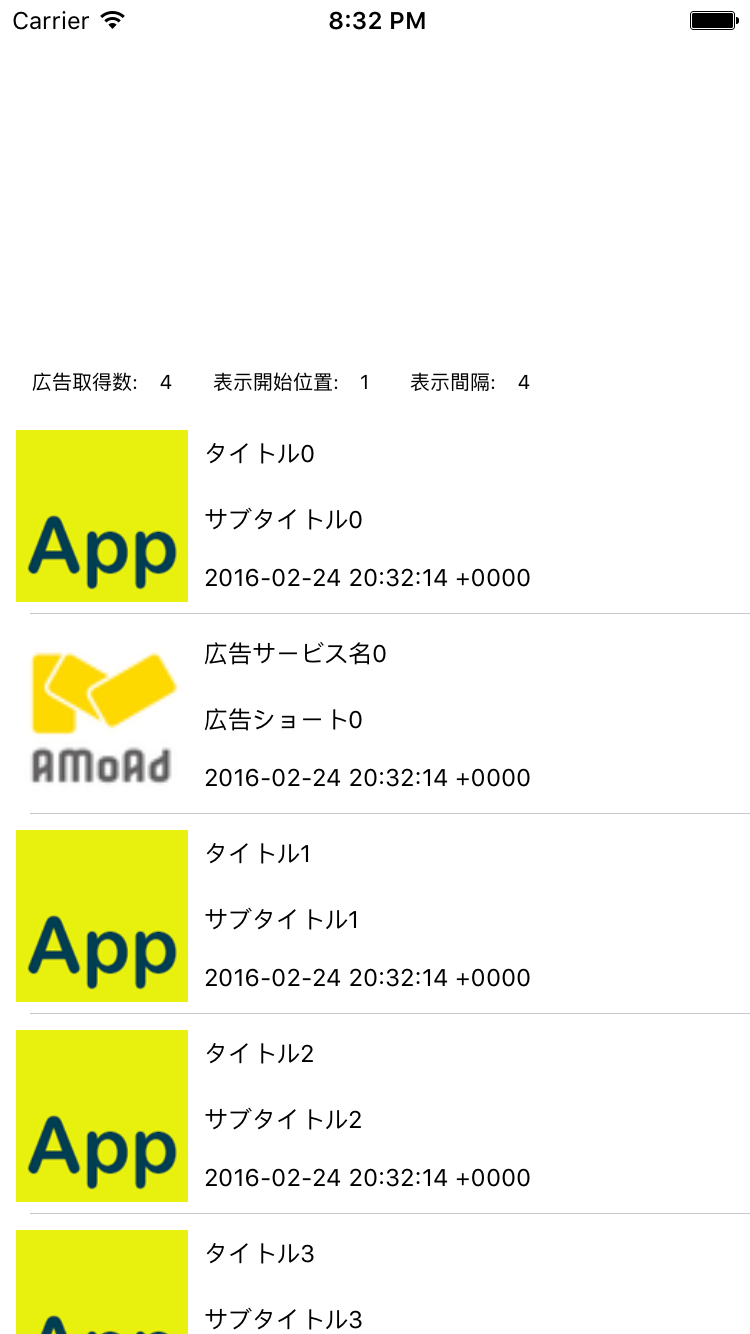 Carrier 8:32 PM
広告取得数: 4 表示開始位置: 1 表示間隔: 4
App
タイトル0
サブタイトル0
2016-02-24 20:32:14 +0000
AMoAd
広告サービス名0
広告ショート0
2016-02-24 20:32:14 +0000
App
タイトル1
サブタイトル1
2016-02-24 20:32:14 +0000
App
タイトル2
サブタイトル2
2016-02-24 20:32:14 +0000
App
タイトル3
サブタイトル3